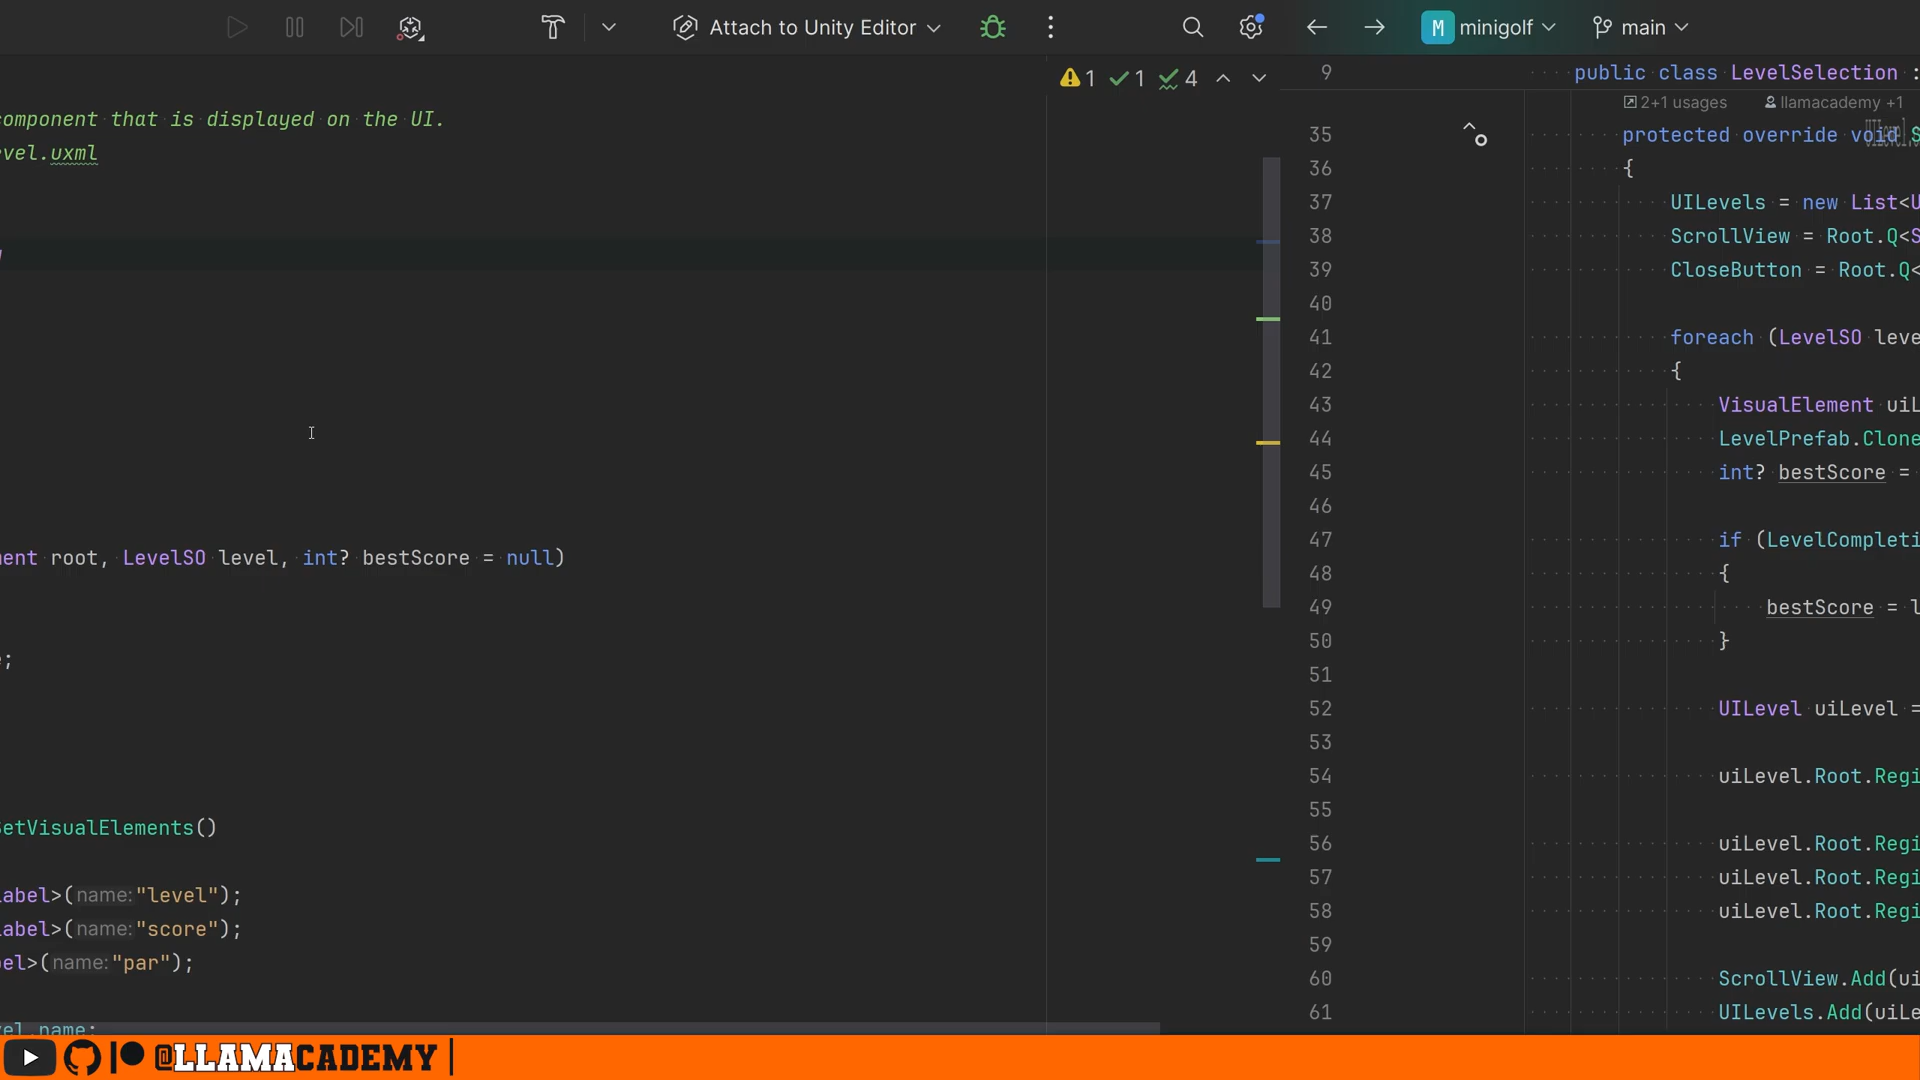 Attach to Unity Editor
M minigolf main
1 1 4
component that is displayed on the UI.
vel.uxml
ent root, LevelSO level, int? bestScore = null)
;
etVisualElements()
abel>(name:"level");
abel>(name:"score");
el>(name:"par");
el.name;
9 public class LevelSelection :
2+1 usages llamacademy +1
35 protected override void S
36 {
37 UILevels = new List<U
38 ScrollView = Root.Q<S
39 CloseButton = Root.Q<
40
41 foreach (LevelSO leve
42 {
43 VisualElement uiL
44 LevelPrefab.Clone
45 int? bestScore =
46
47 if (LevelCompleti
48 {
49 bestScore = l
50 }
51
52 UILevel uiLevel =
53
54 uiLevel.Root.Regi
55
56 uiLevel.Root.Regi
57 uiLevel.Root.Regi
58 uiLevel.Root.Regi
59
60 ScrollView.Add(ui
61 UILevels.Add(uiLe
@LLAMACADEMY